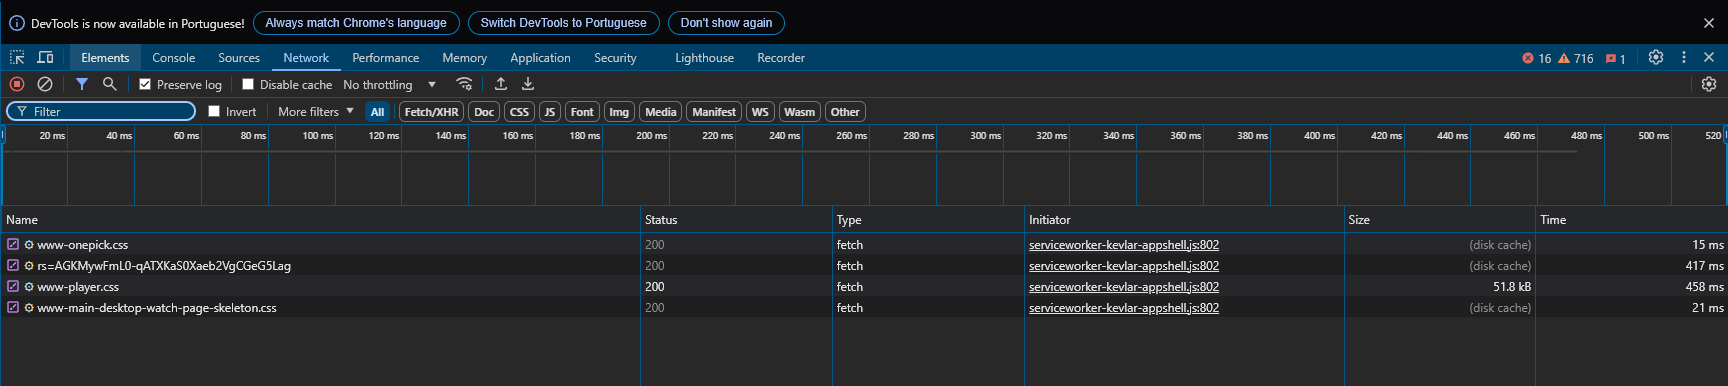 DevTools is now available in Portuguese! Always match Chrome's language Switch DevTools to Portuguese Don't show again
Elements Console Sources Network Performance Memory Application Security Lighthouse Recorder 16 716 1
Preserve log Disable cache No throttling
Filter Invert More filters All Fetch/XHR Doc CSS JS Font Img Media Manifest WS Wasm Other
20 ms 40 ms 60 ms 80 ms 100 ms 120 ms 140 ms 160 ms 180 ms 200 ms 220 ms 240 ms 260 ms 280 ms 300 ms 320 ms 340 ms 360 ms 380 ms 400 ms 420 ms 440 ms 460 ms 480 ms 500 ms 520
Name Status Type Initiator Size Time
www-onepick.css 200 fetch serviceworker-kevlar-appshell.js:802 (disk cache) 15 ms
rs=AGKMywFmL0-qATXKaS0Xaeb2VgCGeG5Lag 200 fetch serviceworker-kevlar-appshell.js:802 (disk cache) 417 ms
www-player.css 200 fetch serviceworker-kevlar-appshell.js:802 51.8 kB 458 ms
www-main-desktop-watch-page-skeleton.css 200 fetch serviceworker-kevlar-appshell.js:802 (disk cache) 21 ms